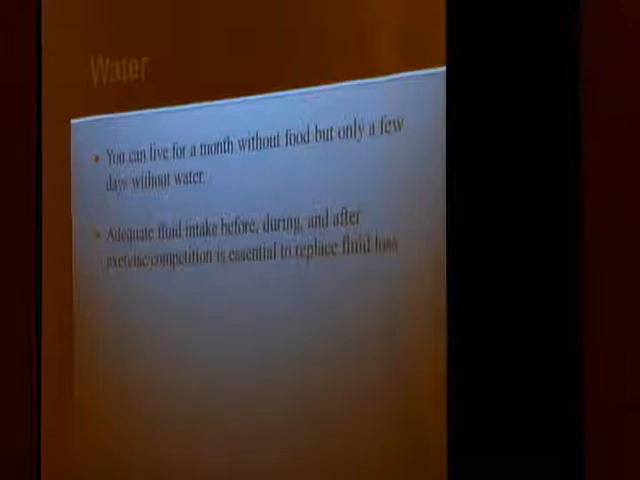 Water
• You can live for a month without food but only a few
days without water.
• Adequate fluid intake before, during, and after
exercise/competition is essential to replace fluid loss